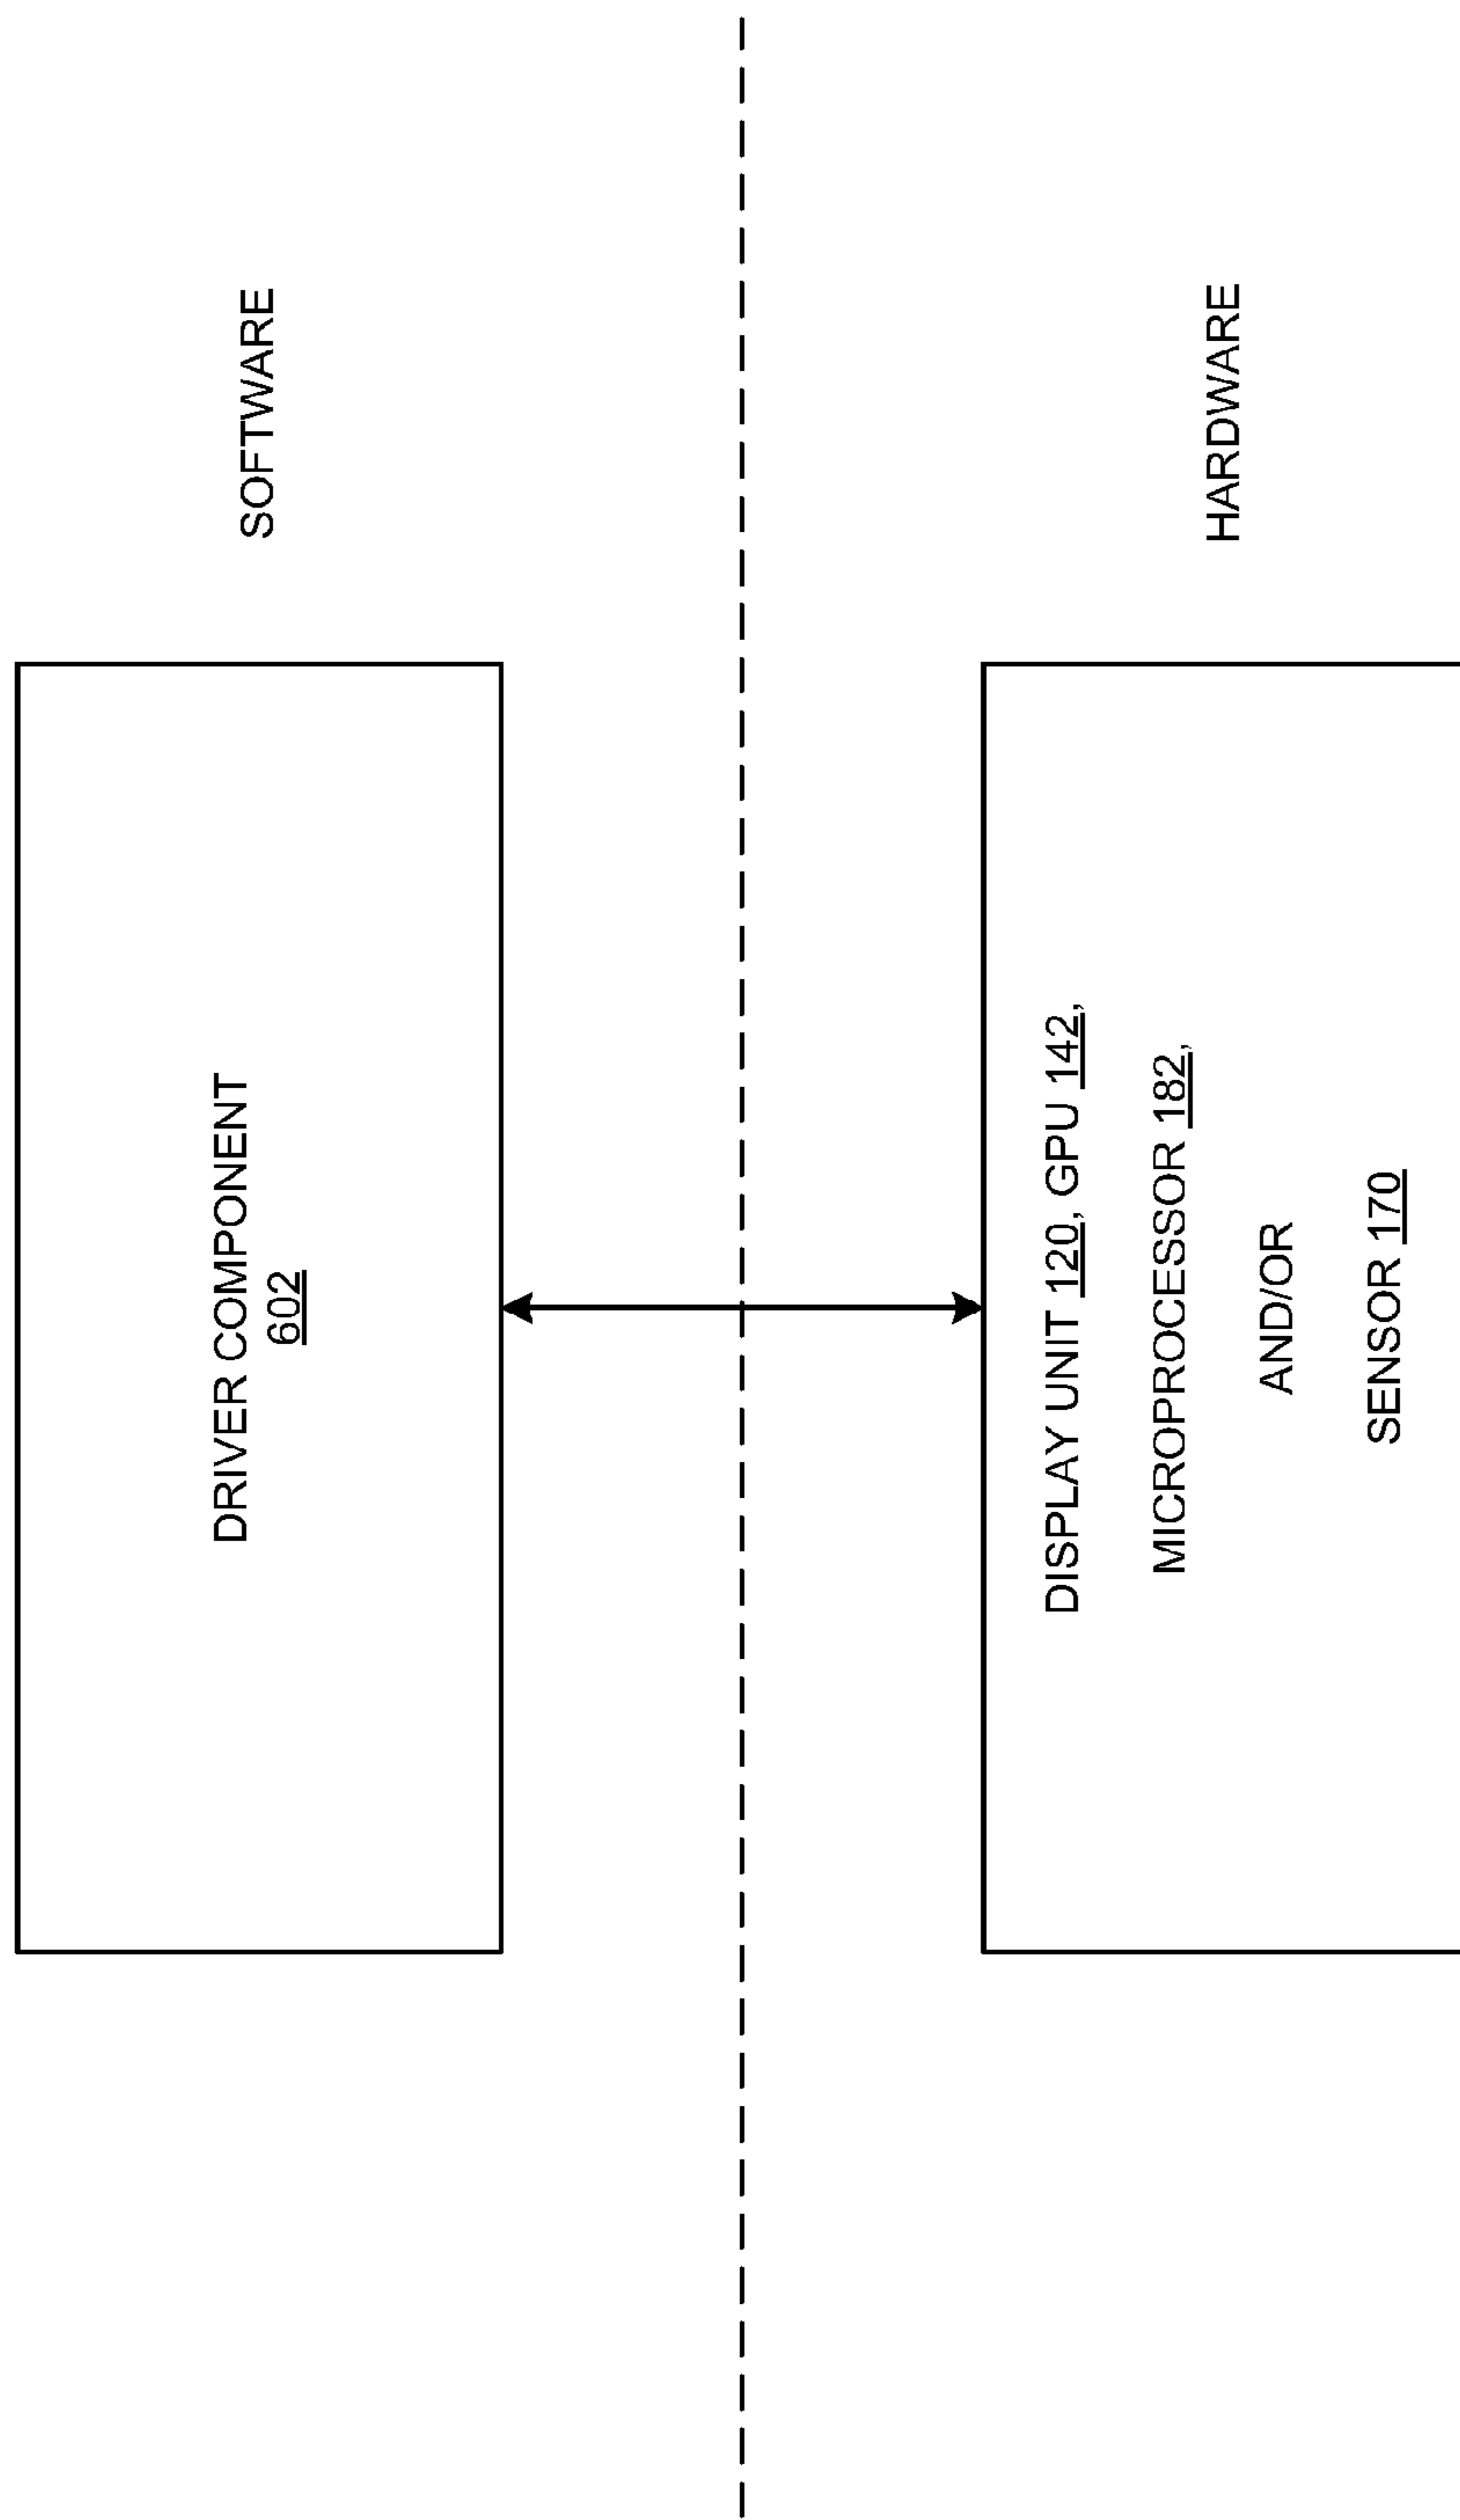 DRIVER COMPONENT
602
SOFTWARE
DISPLAY UNIT 120, GPU 142,
MICROPROCESSOR 182,
AND/OR
SENSOR 170
HARDWARE